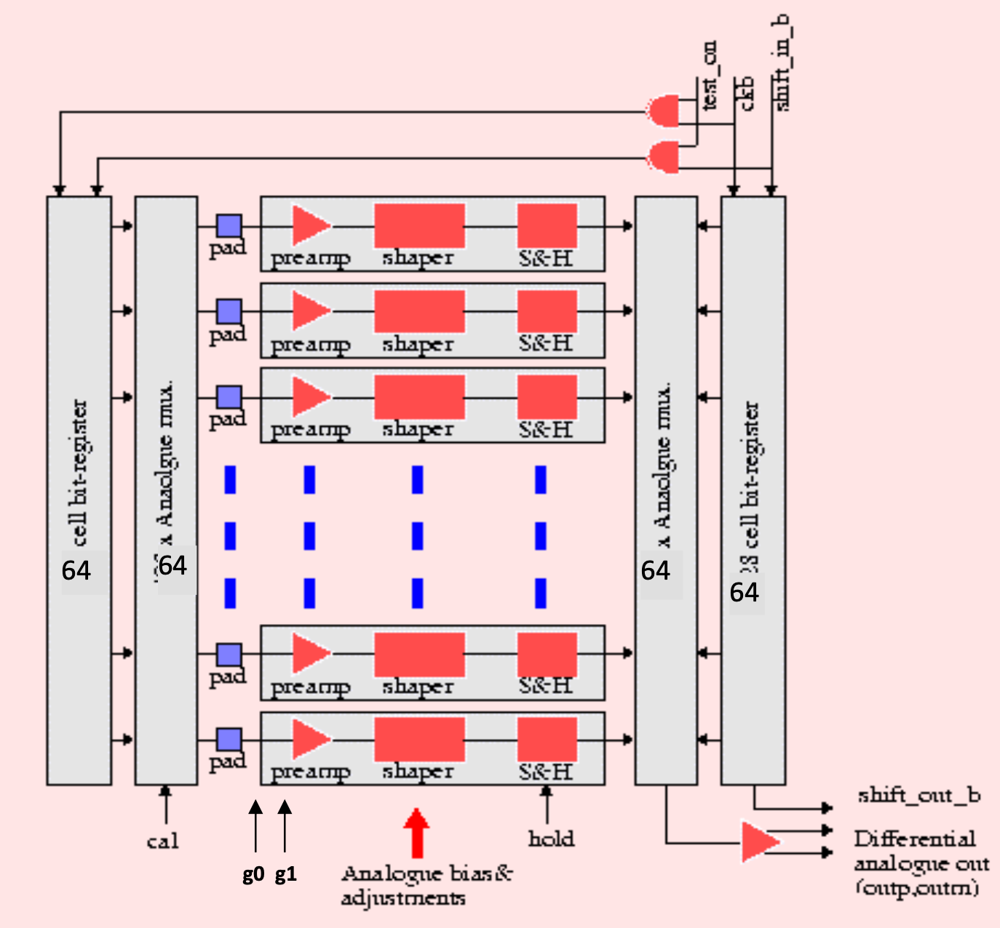 test_on
ckb
shift_in_b
pad
preamp
shaper
S&H
pad
preamp
shaper
S&H
pad
preamp
shaper
S&H
64 cell bit-register
64 x Anaolgue mux.
64 x Anaolgue mux.
64 cell bit-register
pad
preamp
shaper
S&H
pad
preamp
shaper
S&H
cal
g0 g1
Analogue bias&
adjustments
hold
shift_out_b
Differential
analogue out
(outp,outm)